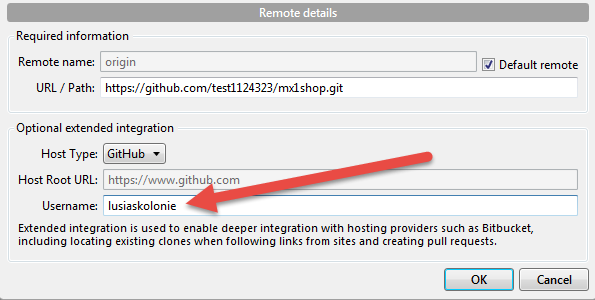 Remote details
Required information
Remote name: origin Default remote
URL / Path: https://github.com/test1124323/mx1shop.git
Optional extended integration
Host Type: GitHub
Host Root URL: https://www.github.com
Username: lusiaskolonie
Extended integration is used to enable deeper integration with hosting providers such as Bitbucket,
including locating existing clones when following links from sites and creating pull requests.
OK Cancel